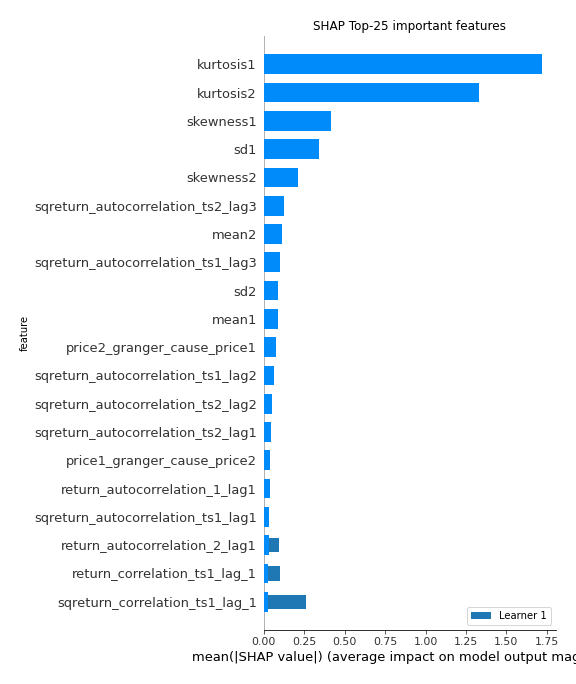 SHAP Top-25 important features
kurtosis1
kurtosis2
skewness1
sd1
skewness2
sqreturn_autocorrelation_ts2_lag3
mean2
sqreturn_autocorrelation_ts1_lag3
sd2
mean1
price2_granger_cause_price1
sqreturn_autocorrelation_ts1_lag2
sqreturn_autocorrelation_ts2_lag2
sqreturn_autocorrelation_ts2_lag1
price1_granger_cause_price2
return_autocorrelation_1_lag1
sqreturn_autocorrelation_ts1_lag1
return_autocorrelation_2_lag1
return_correlation_ts1_lag_1
sqreturn_correlation_ts1_lag_1
feature
Learner 1
0.00 0.25 0.50 0.75 1.00 1.25 1.50 1.75
mean(|SHAP value|) (average impact on model output mag